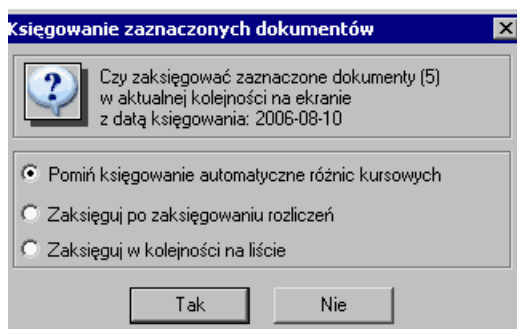 Księgowanie zaznaczonych dokumentów
Czy zaksięgować zaznaczone dokumenty (5)
w aktualnej kolejności na ekranie
z datą księgowania: 2006-08-10
Pomiń księgowanie automatyczne różnic kursowych
Zaksięguj po zaksięgowaniu rozliczeń
Zaksięguj w kolejności na liście
Tak Nie